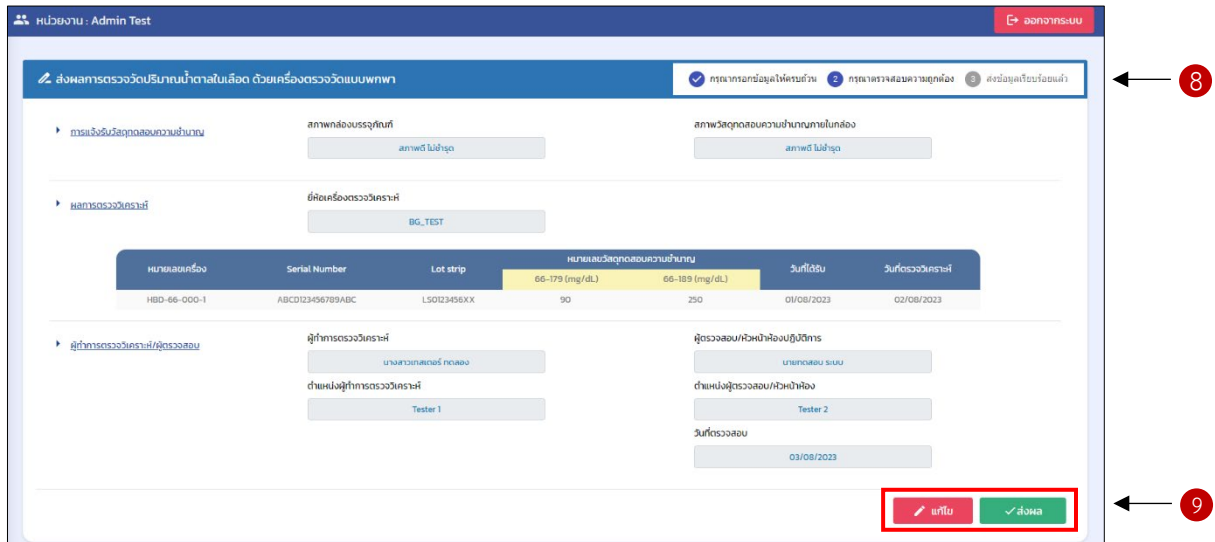 หน่วยงาน : Admin Test
ออกจากระบบ
ส่งผลการตรวจวัดปริมาณน้ำตาลในเลือด ด้วยเครื่องตรวจวัดแบบพกพา
กรุณากรอกข้อมูลให้ครบถ้วน 2 กรุณาตรวจสอบความถูกต้อง 3 ส่งข้อมูลเรียบร้อยแล้ว
8
การแจ้งรับวัสดุทดสอบความชำนาญ
สภาพกล่องบรรจุภัณฑ์
สภาพวัสดุทดสอบความชำนาญภายในกล่อง
สภาพดี ไม่ชำรุด
สภาพดี ไม่ชำรุด
ผลการตรวจวิเคราะห์
ยี่ห้อเครื่องตรวจวิเคราะห์
BG_TEST
หมายเลขเครื่อง Serial Number Lot strip หมายเลขวัสดุทดสอบความชำนาญ วันที่ได้รับ วันที่ตรวจวิเคราะห์
66-179 (mg/dL) 66-189 (mg/dL)
HBD-66-000-1 ABCD123456789ABC LS0123456XX 90 250 01/08/2023 02/08/2023
ผู้ทำการตรวจวิเคราะห์/ผู้ตรวจสอบ
ผู้ทำการตรวจวิเคราะห์
ผู้ตรวจสอบ/หัวหน้าห้องปฏิบัติการ
นางสาวเทสเตอร์ ทดลอง
นายทดสอบ ระบบ
ตำแหน่งผู้ทำการตรวจวิเคราะห์
ตำแหน่งผู้ตรวจสอบ/หัวหน้าห้อง
Tester 1
Tester 2
วันที่ตรวจสอบ
03/08/2023
แก้ไข
ส่งผล
9